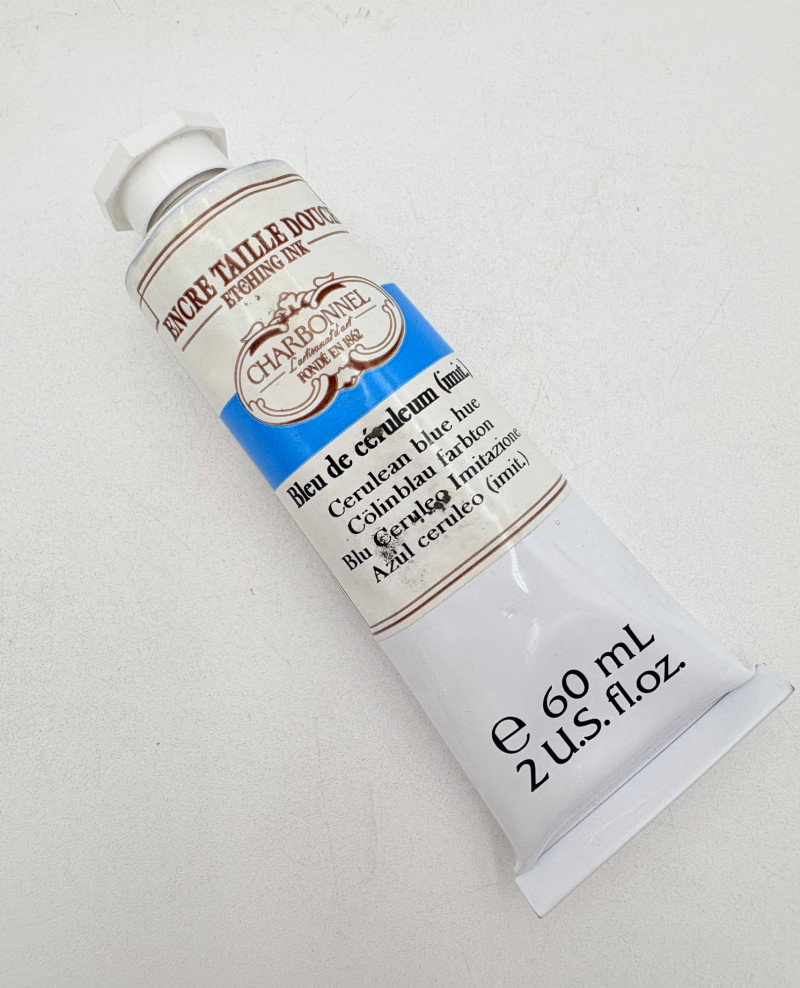 ENCRE TAILLE DOUCE
ETCHING INK
CHARBONNEL
L'artisanat d'art
FONDÉ EN 1862
Bleu de céruleum (imit.)
Cerulean blue hue
Cölinblau farbton
Blu Ceruleo Imitazione
Azul ceruleo (imit.)
e 60 mL
2 U.S. fl.oz.